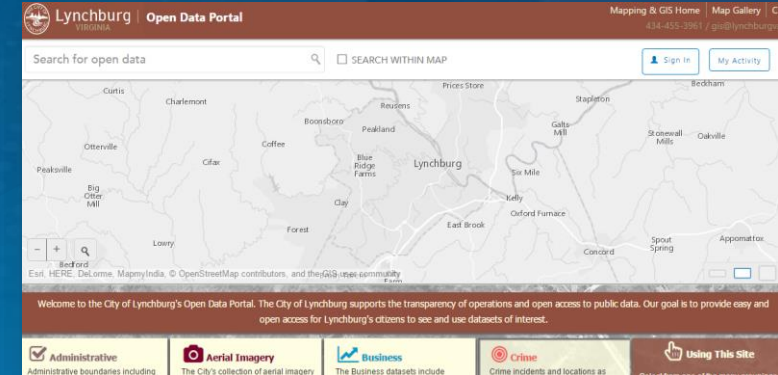 Lynchburg Open Data Portal Mapping & GIS Home Map Gallery
VIRGINIA 434-455-3961 / gis@lynchburgva
Search for open data SEARCH WITHIN MAP Sign In My Activity
Curtis Prices Store Beckham
Charlemont Reusens Stapleton
Boonsboro Peakland Galts Mill Stonewall Mills Oakville
Otterville Coffee
Cifax Blue Ridge Farms Lynchburg
Peaksville Six Mile
Big Otter Mill
Clay Kelly
Oxford Furnace
East Brook
Forest Spout Spring Appomattox
- + Lowry Concord
Bedford
Esri, HERE, DeLorme, MapmyIndia, © OpenStreetMap contributors, and the GIS user community
Welcome to the City of Lynchburg's Open Data Portal. The City of Lynchburg supports the transparency of operations and open access to public data. Our goal is to provide easy and
open access for Lynchburg's citizens to see and use datasets of interest.
Administrative Aerial Imagery Business Crime Using This Site
Administrative boundaries including The City's collection of aerial imagery The Business datasets include Crime incidents and locations as